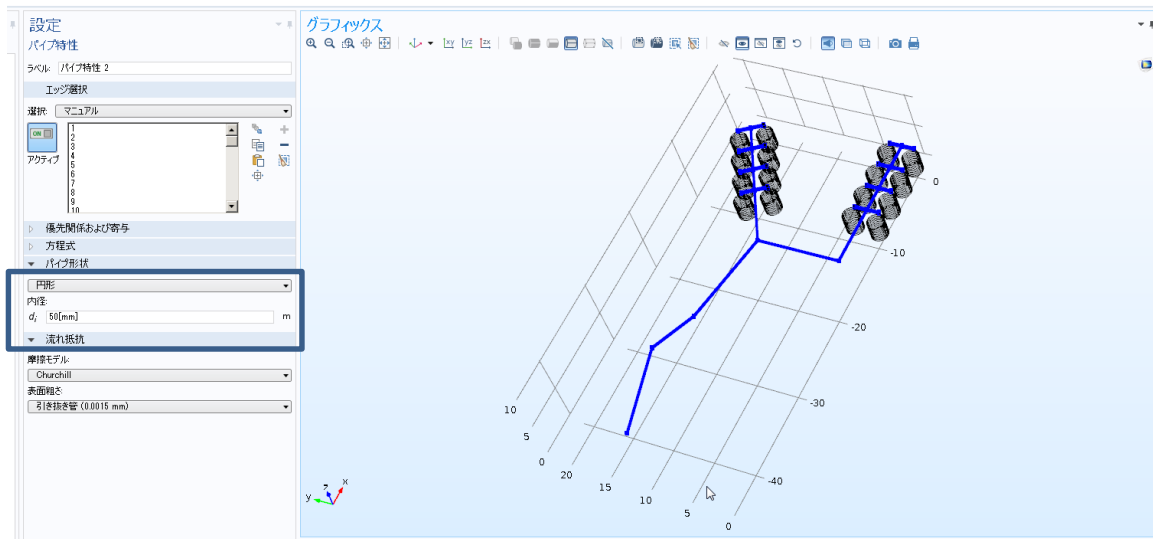 設定
パイプ特性
ラベル: パイプ特性 2
エッジ選択
選択: マニュアル
ON
アクティブ
1
2
3
4
5
6
7
8
9
10
優先関係および寄与
方程式
パイプ形状
円形
内径:
di 50[mm] m
流れ抵抗
摩擦モデル:
Churchill
表面粗さ:
引き抜き管 (0.0015 mm)
グラフィックス
xy yz zx
0
-10
-20
-30
-40
10
5
0
20
15
10
5
0
y z x